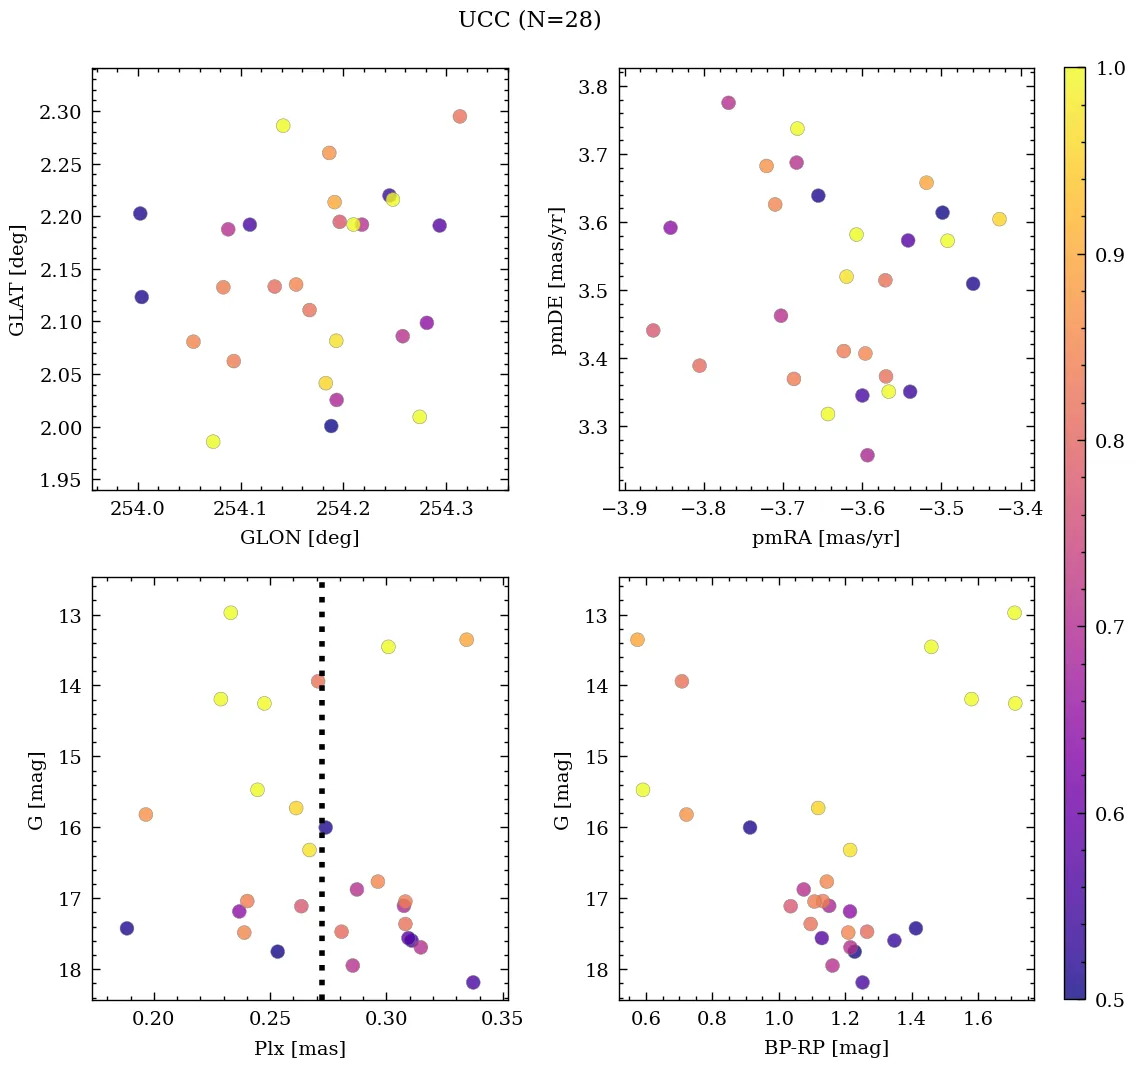 UCC (N=28)
2.30
2.25
2.20
2.15
2.10
2.05
2.00
1.95
GLAT [deg]
254.0 254.1 254.2 254.3
GLON [deg]
3.8
3.7
3.6
3.5
3.4
3.3
pmDE [mas/yr]
−3.9 −3.8 −3.7 −3.6 −3.5 −3.4
pmRA [mas/yr]
13
14
15
16
17
18
G [mag]
0.20 0.25 0.30 0.35
Plx [mas]
13
14
15
16
17
18
G [mag]
0.6 0.8 1.0 1.2 1.4 1.6
BP-RP [mag]
1.0
0.9
0.8
0.7
0.6
0.5